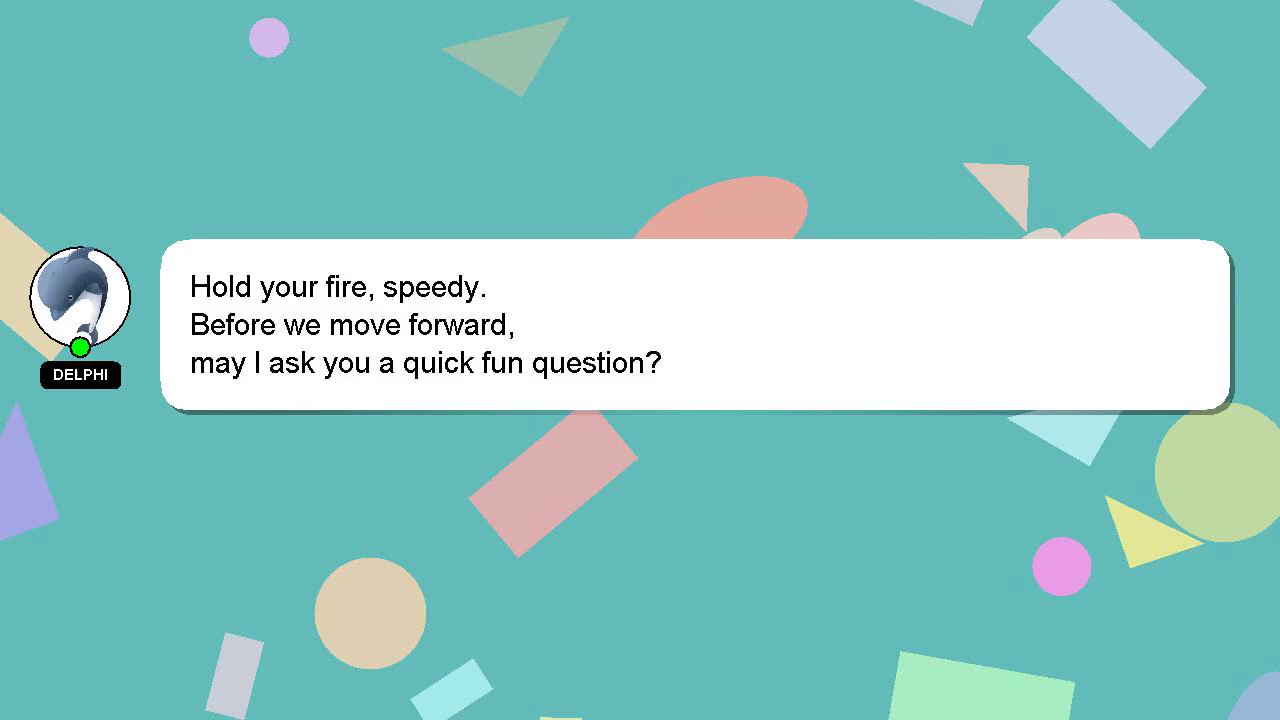 Hold your fire, speedy.
Before we move forward,
may I ask you a quick fun question?
DELPHI